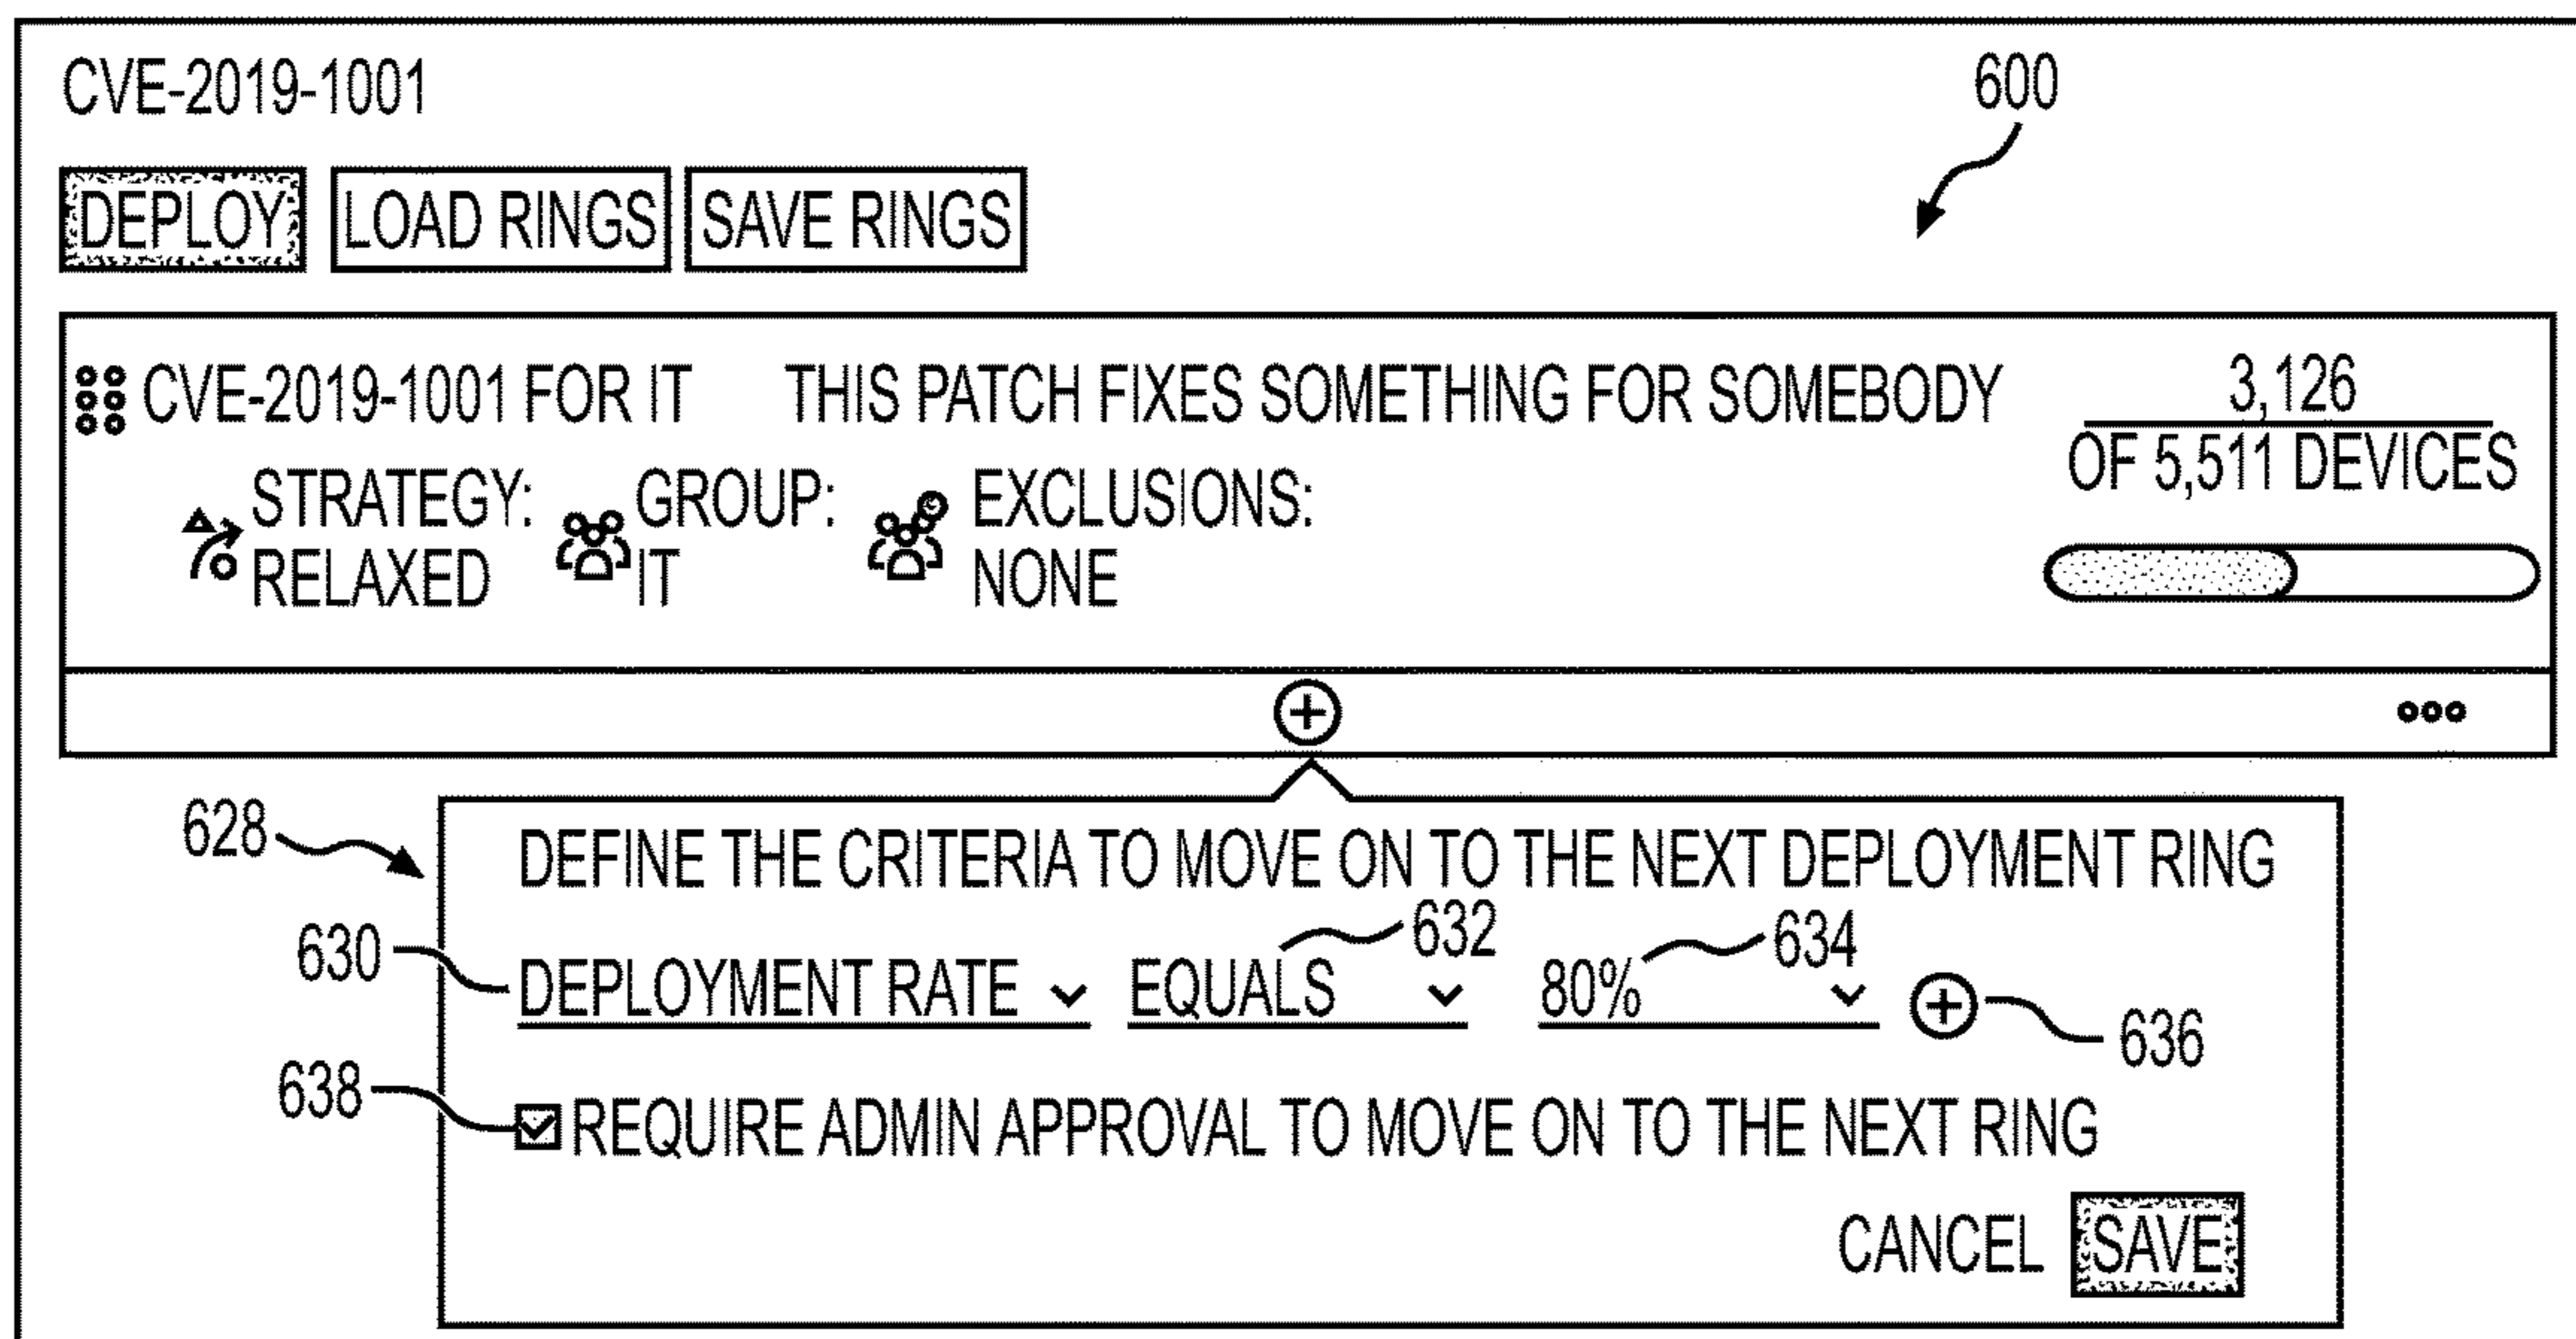 CVE-2019-1001
600
DEPLOY LOAD RINGS SAVE RINGS
CVE-2019-1001 FOR IT THIS PATCH FIXES SOMETHING FOR SOMEBODY 3,126
OF 5,511 DEVICES
STRATEGY: GROUP: EXCLUSIONS:
RELAXED IT NONE
628
DEFINE THE CRITERIA TO MOVE ON TO THE NEXT DEPLOYMENT RING
632 634
630 DEPLOYMENT RATE EQUALS 80%
636
638 REQUIRE ADMIN APPROVAL TO MOVE ON TO THE NEXT RING
CANCEL SAVE